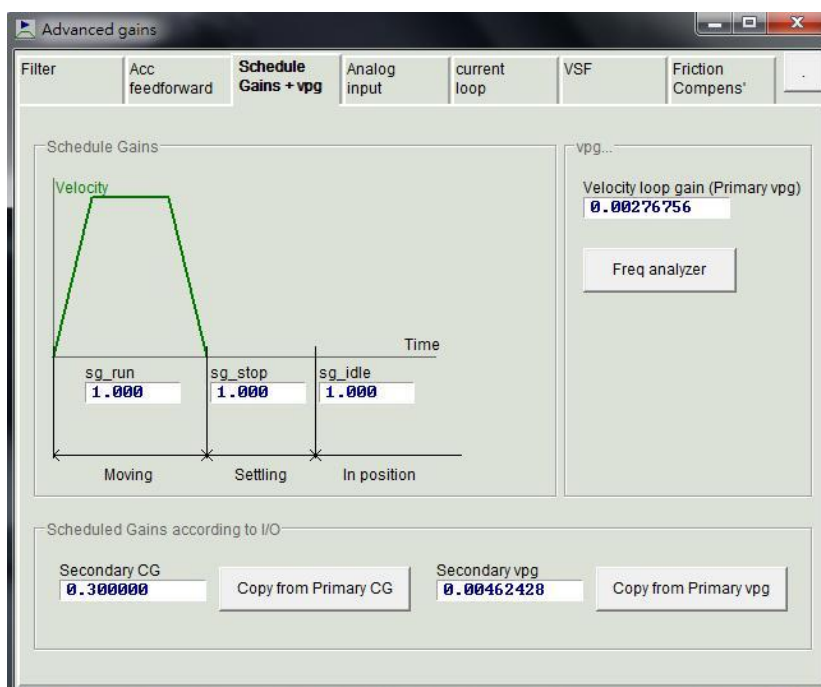 Advanced gains
Filter
Acc
feedforward
Schedule
Gains + vpg
Analog
input
current
loop
VSF
Friction
Compens'
.
Schedule Gains
Velocity
Time
sg_run
sg_stop
sg_idle
1.000
1.000
1.000
Moving
Settling
In position
vpg...
Velocity loop gain (Primary vpg)
0.00276756
Freq analyzer
Scheduled Gains according to I/O
Secondary CG
0.300000
Copy from Primary CG
Secondary vpg
0.00462428
Copy from Primary vpg